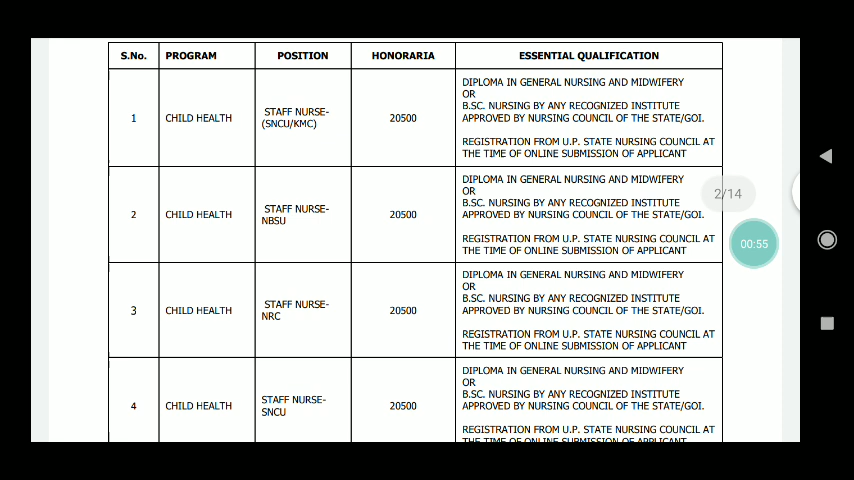 S.No. PROGRAM POSITION HONORARIA ESSENTIAL QUALIFICATION
1 CHILD HEALTH STAFF NURSE- (SNCU/KMC) 20500
DIPLOMA IN GENERAL NURSING AND MIDWIFERY
OR
B.SC. NURSING BY ANY RECOGNIZED INSTITUTE
APPROVED BY NURSING COUNCIL OF THE STATE/GOI.
REGISTRATION FROM U.P. STATE NURSING COUNCIL AT
THE TIME OF ONLINE SUBMISSION OF APPLICANT
2 CHILD HEALTH STAFF NURSE- NBSU 20500
DIPLOMA IN GENERAL NURSING AND MIDWIFERY
OR
B.SC. NURSING BY ANY RECOGNIZED INSTITUTE
APPROVED BY NURSING COUNCIL OF THE STATE/GOI.
REGISTRATION FROM U.P. STATE NURSING COUNCIL AT
THE TIME OF ONLINE SUBMISSION OF APPLICANT
2/14
00:55
3 CHILD HEALTH STAFF NURSE- NRC 20500
DIPLOMA IN GENERAL NURSING AND MIDWIFERY
OR
B.SC. NURSING BY ANY RECOGNIZED INSTITUTE
APPROVED BY NURSING COUNCIL OF THE STATE/GOI.
REGISTRATION FROM U.P. STATE NURSING COUNCIL AT
THE TIME OF ONLINE SUBMISSION OF APPLICANT
4 CHILD HEALTH STAFF NURSE- SNCU 20500
DIPLOMA IN GENERAL NURSING AND MIDWIFERY
OR
B.SC. NURSING BY ANY RECOGNIZED INSTITUTE
APPROVED BY NURSING COUNCIL OF THE STATE/GOI.
REGISTRATION FROM U.P. STATE NURSING COUNCIL AT
THE TIME OF ONLINE SUBMISSION OF APPLICANT